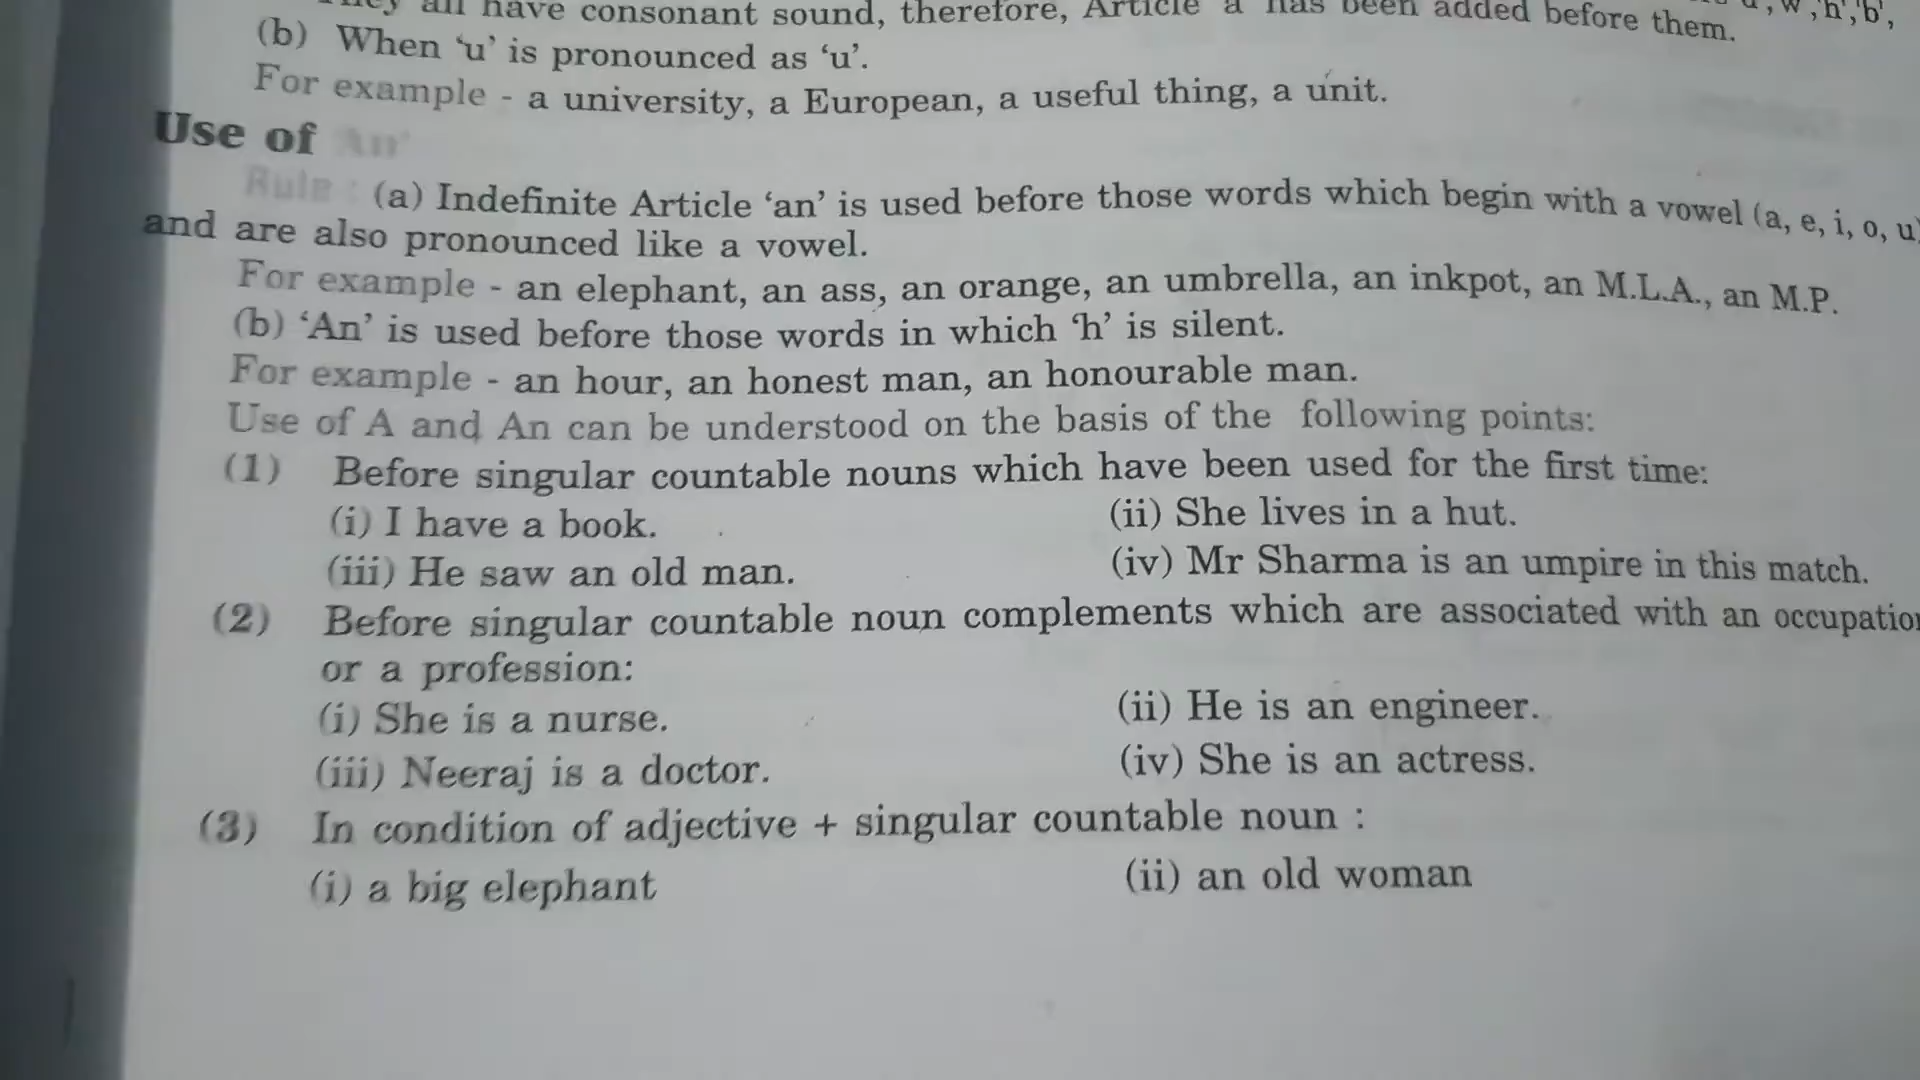 They all have consonant sound, therefore, Article 'a' has been added before them.
(b) When 'u' is pronounced as 'u'.
For example - a university, a European, a useful thing, a unit.
Use of 'An'
Rule : (a) Indefinite Article 'an' is used before those words which begin with a vowel (a, e, i, o, u)
and are also pronounced like a vowel.
For example - an elephant, an ass, an orange, an umbrella, an inkpot, an M.L.A., an M.P.
(b) 'An' is used before those words in which 'h' is silent.
For example - an hour, an honest man, an honourable man.
Use of A and An can be understood on the basis of the following points:
(1) Before singular countable nouns which have been used for the first time:
(i) I have a book. (ii) She lives in a hut.
(iii) He saw an old man. (iv) Mr Sharma is an umpire in this match.
(2) Before singular countable noun complements which are associated with an occupation
or a profession:
(i) She is a nurse. (ii) He is an engineer.
(iii) Neeraj is a doctor. (iv) She is an actress.
(3) In condition of adjective + singular countable noun :
(i) a big elephant (ii) an old woman